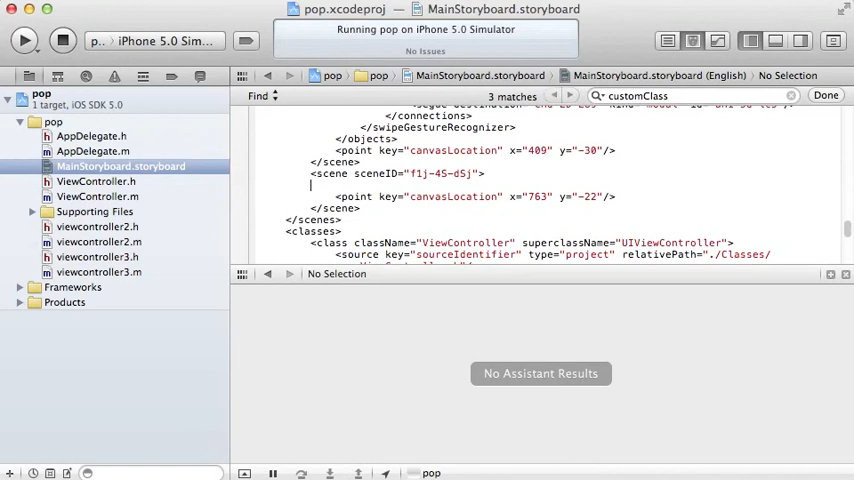 pop.xcodeproj — MainStoryboard.storyboard
p... iPhone 5.0 Sim...
Running pop on iPhone 5.0 Simulator
No Issues
pop pop MainStoryboard.storyboard MainStoryboard.storyboard (English) No Selection
pop
1 target, iOS SDK 5.0
pop
AppDelegate.h
AppDelegate.m
MainStoryboard.storyboard
ViewController.h
ViewController.m
Supporting Files
viewcontroller2.h
viewcontroller2.m
viewcontroller3.h
viewcontroller3.m
Frameworks
Products
Find 3 matches customClass Done
</connections>
</swipeGestureRecognizer>
</objects>
<point key="canvasLocation" x="409" y="-30"/>
</scene>
<scene sceneID="f1j-4S-dSj">
<point key="canvasLocation" x="763" y="-22"/>
</scene>
</scenes>
<classes>
<class className="ViewController" superclassName="UIViewController">
<source key="sourceIdentifier" type="project" relativePath="./Classes/
No Selection
No Assistant Results
pop